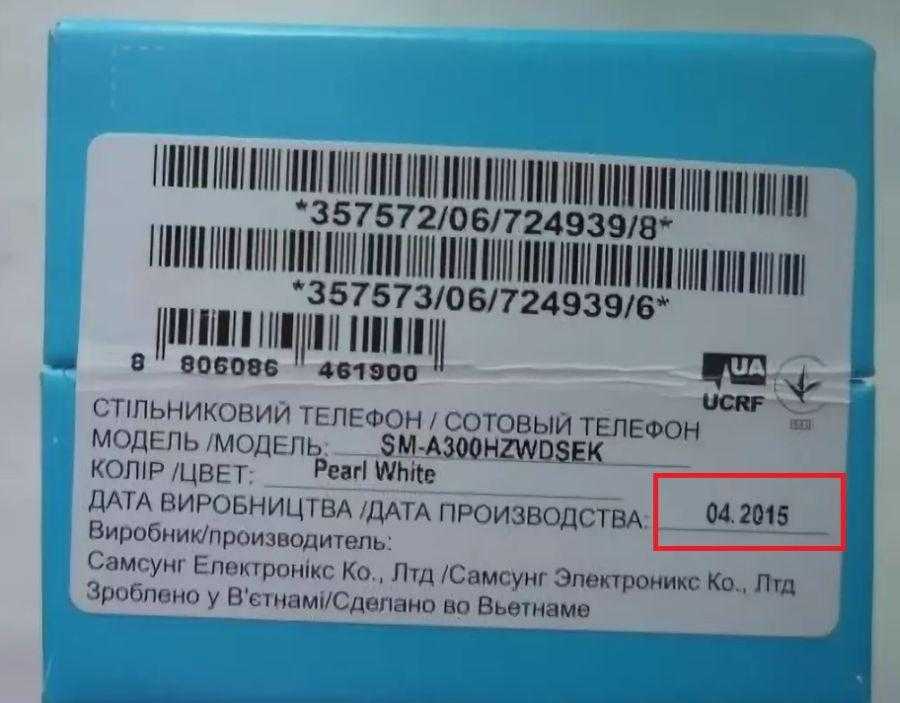 *357572/06/724939/8*
*357573/06/724939/6*
8 806086 461900
UA
UCRF
СТІЛЬНИКОВИЙ ТЕЛЕФОН / СОТОВЫЙ ТЕЛЕФОН
МОДЕЛЬ /МОДЕЛЬ: SM-A300HZWDSEK
КОЛІР /ЦВЕТ: Pearl White
ДАТА ВИРОБНИЦТВА /ДАТА ПРОИЗВОДСТВА: 04.2015
Виробник/производитель:
Самсунг Електронікс Ко., Лтд /Самсунг Электроникс Ко., Лтд
Зроблено у В'єтнамі/Сделано во Вьетнаме